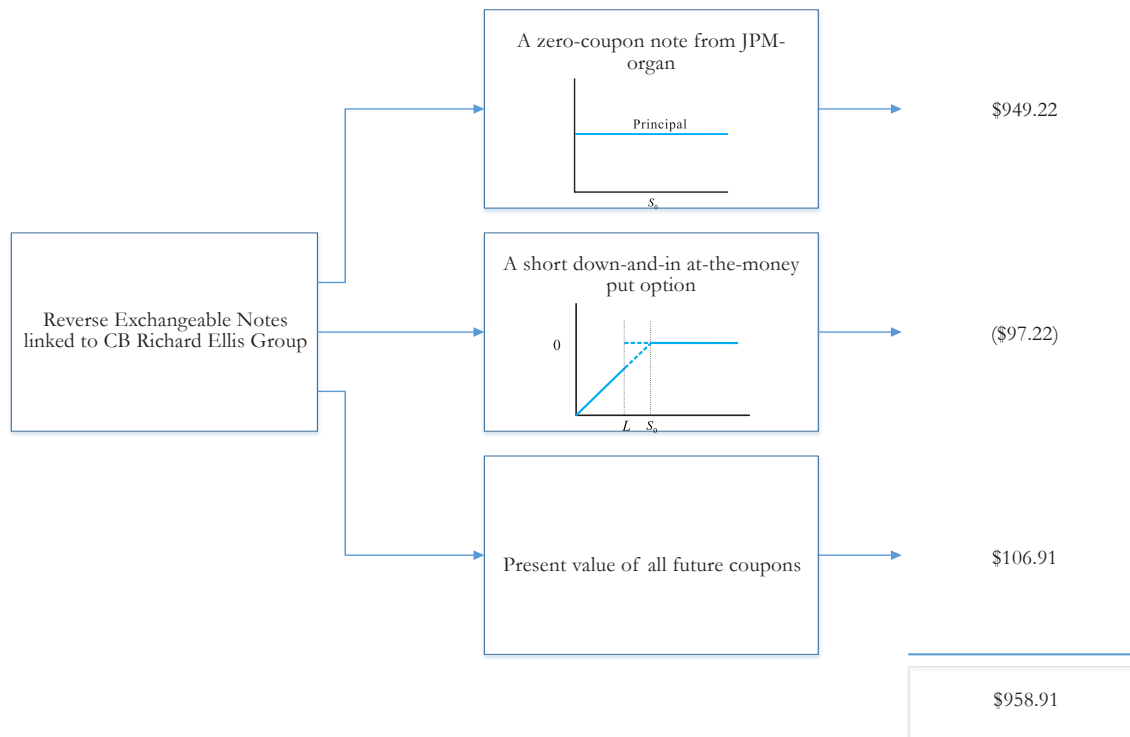 A zero-coupon note from JPM-
organ
Principal
S₀
$949.22
Reverse Exchangeable Notes
linked to CB Richard Ellis Group
A short down-and-in at-the-money
put option
0
L S₀
($97.22)
Present value of all future coupons
$106.91
$958.91